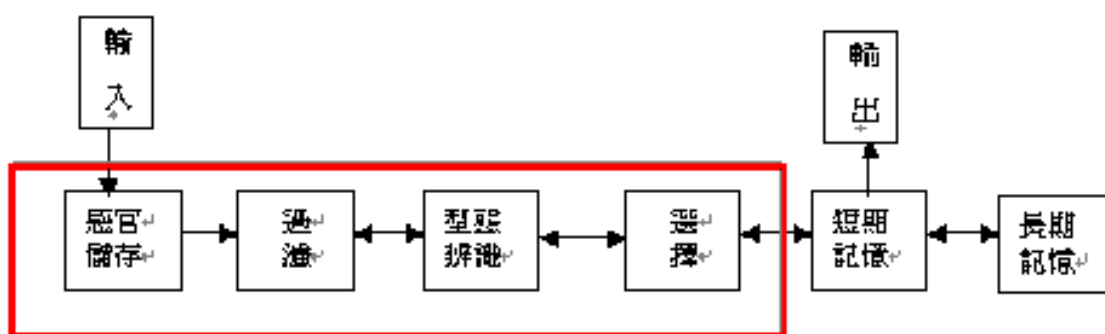 輸
入
輸
出
感官
儲存
過
濾
型態
辨識
選
擇
短期
記憶
長期
記憶